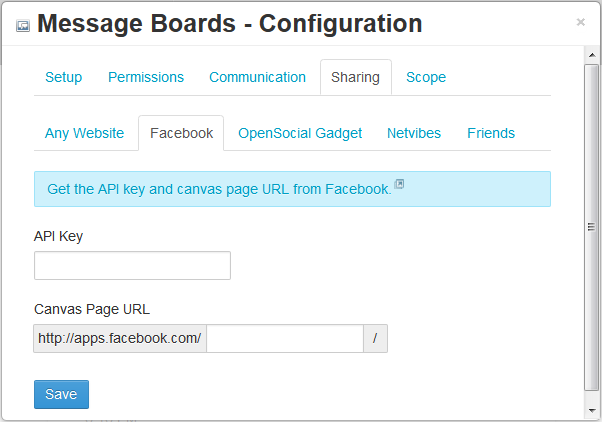 Message Boards - Configuration ×
Setup Permissions Communication Sharing Scope
Any Website Facebook OpenSocial Gadget Netvibes Friends
Get the API key and canvas page URL from Facebook.
API Key
Canvas Page URL
http://apps.facebook.com/ /
Save